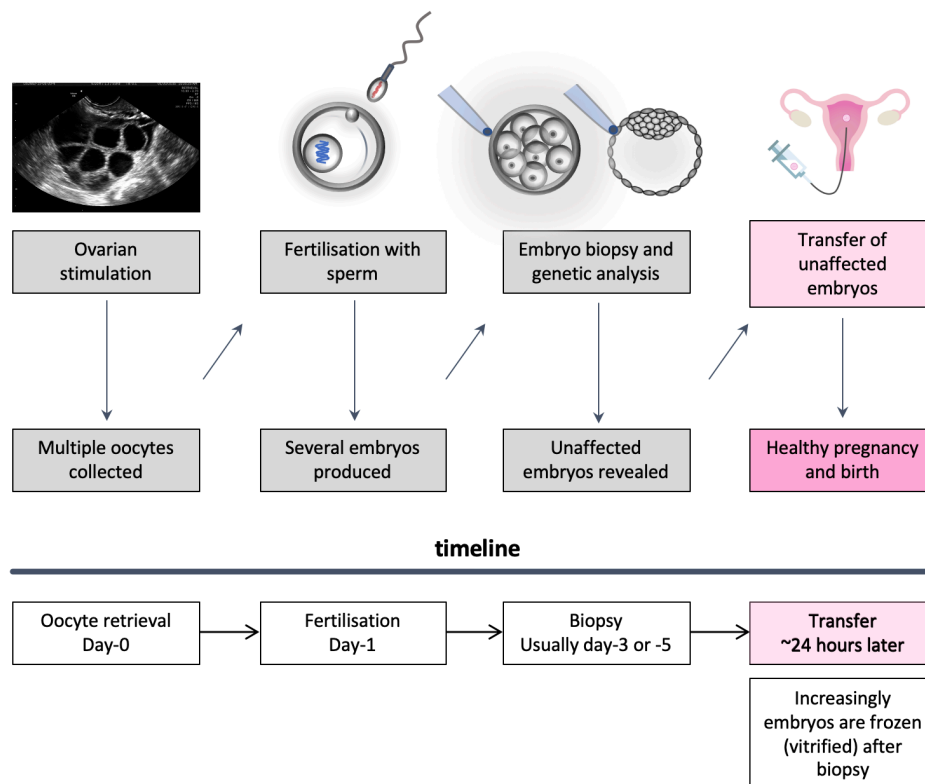 Ovarian
stimulation
Fertilisation with
sperm
Embryo biopsy and
genetic analysis
Transfer of
unaffected
embryos
Multiple oocytes
collected
Several embryos
produced
Unaffected
embryos revealed
Healthy pregnancy
and birth
timeline
Oocyte retrieval
Day-0
Fertilisation
Day-1
Biopsy
Usually day-3 or -5
Transfer
~24 hours later
Increasingly
embryos are frozen
(vitrified) after
biopsy